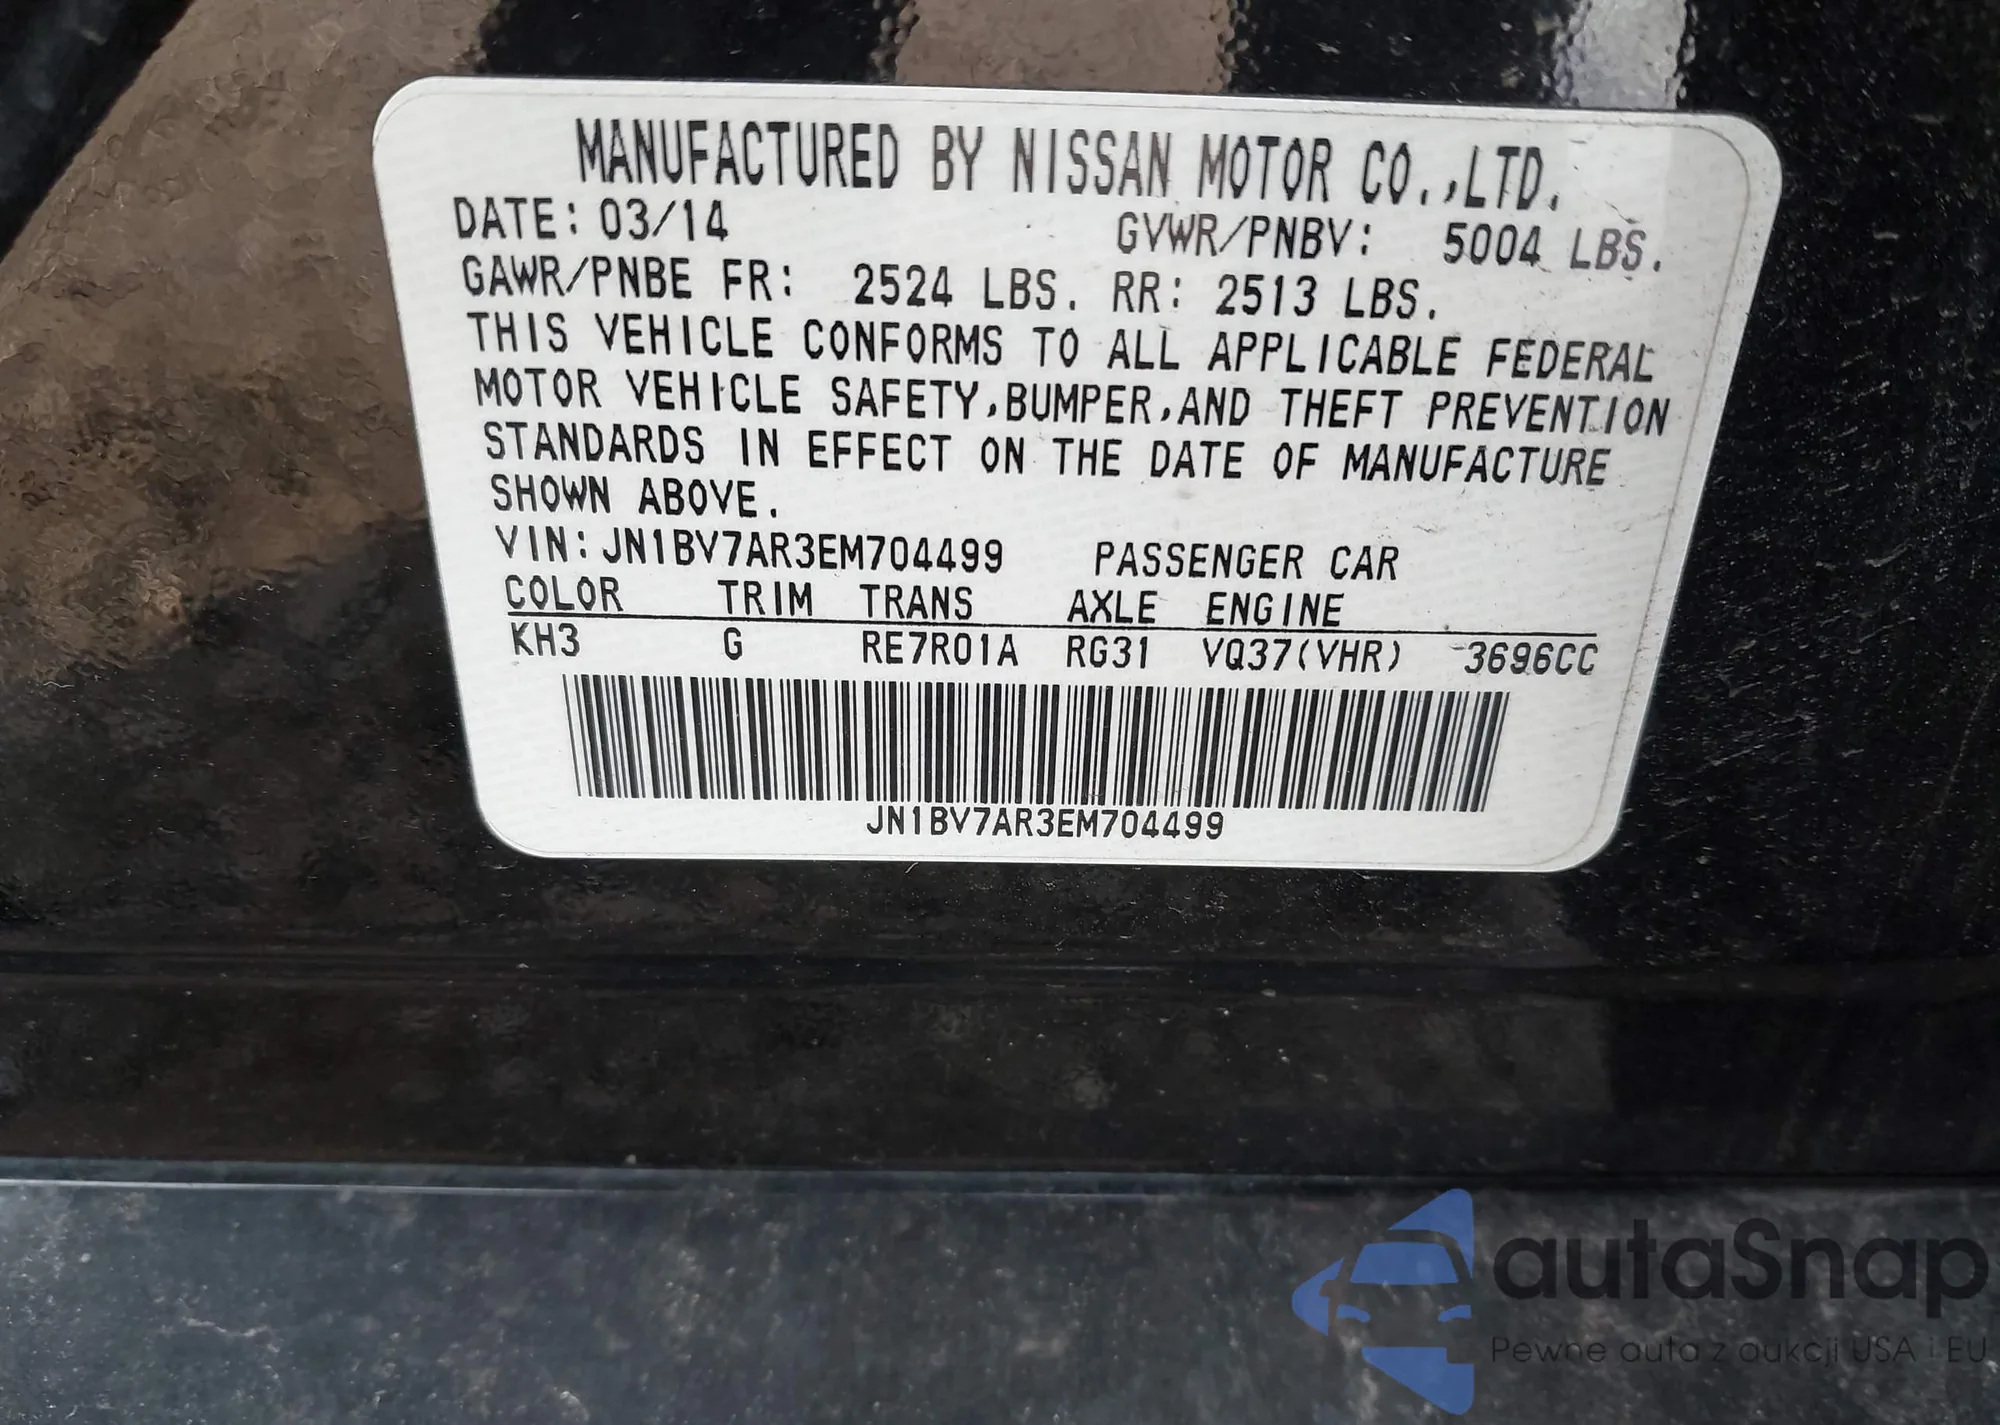 MANUFACTURED BY NISSAN MOTOR CO.,LTD.
DATE: 03/14 GVWR/PNBV: 5004 LBS.
GAWR/PNBE FR: 2524 LBS. RR: 2513 LBS.
THIS VEHICLE CONFORMS TO ALL APPLICABLE FEDERAL
MOTOR VEHICLE SAFETY,BUMPER,AND THEFT PREVENTION
STANDARDS IN EFFECT ON THE DATE OF MANUFACTURE
SHOWN ABOVE.
VIN:JN1BV7AR3EM704499 PASSENGER CAR
COLOR TRIM TRANS AXLE ENGINE
KH3 G RE7R01A RG31 VQ37(VHR) 3696CC
JN1BV7AR3EM704499
autaSnap
Pewne auta z aukcji USA i EU